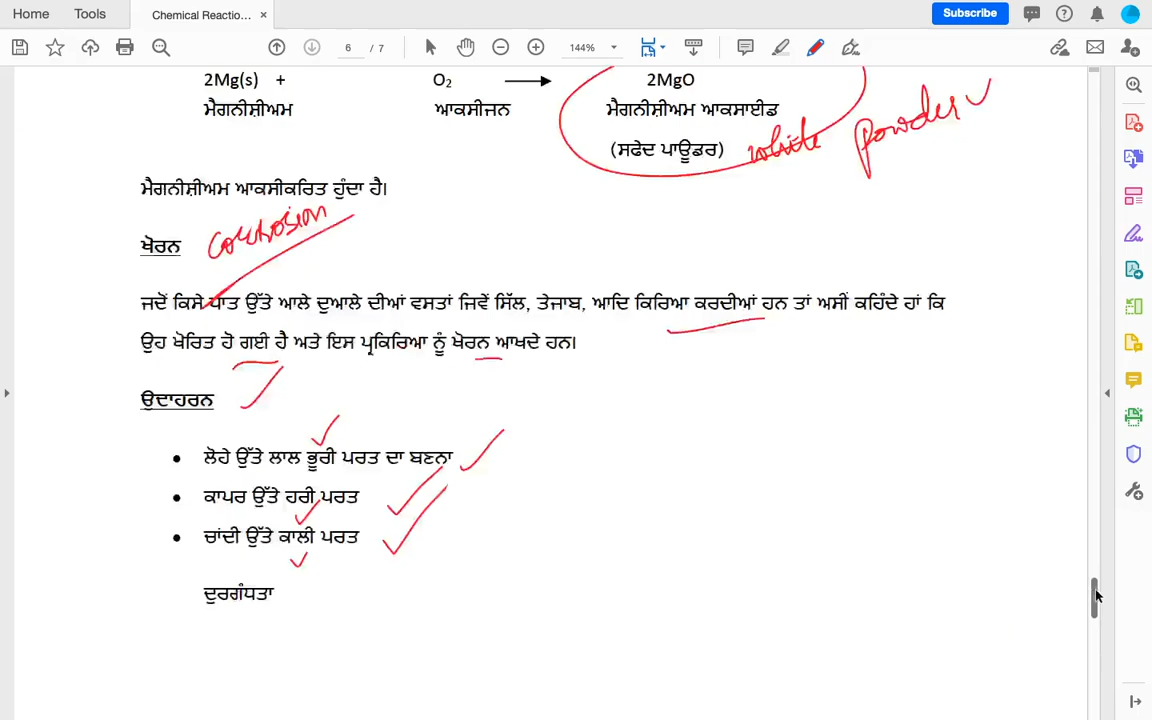 Home Tools Chemical Reactio... × Subscribe
6 / 7 144%
2Mg(s) + O₂ 2MgO
ਮੈਗਨੀਸ਼ੀਅਮ ਆਕਸੀਜਨ ਮੈਗਨੀਸ਼ੀਅਮ ਆਕਸਾਈਡ
(ਸਫੇਦ ਪਾਊਡਰ) white powder
ਮੈਗਨੀਸ਼ੀਅਮ ਆਕਸੀਕਰਿਤ ਹੁੰਦਾ ਹੈ।
ਖੋਰਨ Corrosion
ਜਦੋਂ ਕਿਸੇ ਧਾਤ ਉੱਤੇ ਆਲੇ ਦੁਆਲੇ ਦੀਆਂ ਵਸਤਾਂ ਜਿਵੇਂ ਸਿੱਲ, ਤੇਜਾਬ, ਆਦਿ ਕਿਰਿਆ ਕਰਦੀਆਂ ਹਨ ਤਾਂ ਅਸੀਂ ਕਹਿੰਦੇ ਹਾਂ ਕਿ
ਉਹ ਖੋਰਿਤ ਹੋ ਗਈ ਹੈ ਅਤੇ ਇਸ ਪ੍ਰਕਿਰਿਆ ਨੂੰ ਖੋਰਨ ਆਖਦੇ ਹਨ।
ਉਦਾਹਰਨ
• ਲੋਹੇ ਉੱਤੇ ਲਾਲ ਭੂਰੀ ਪਰਤ ਦਾ ਬਣਨਾ
• ਕਾਪਰ ਉੱਤੇ ਹਰੀ ਪਰਤ
• ਚਾਂਦੀ ਉੱਤੇ ਕਾਲੀ ਪਰਤ
ਦੁਰਗੰਧਤਾ